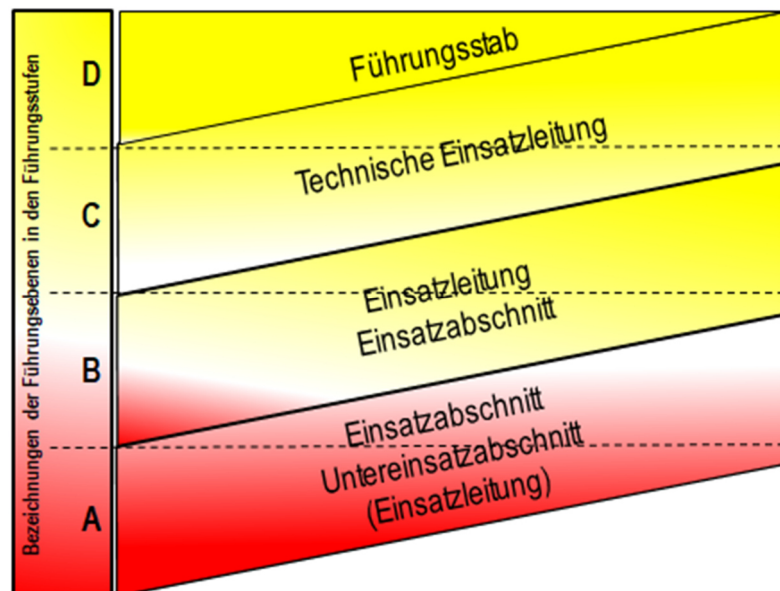 Bezeichnungen der Führungsebenen in den Führungsstufen
D
Führungsstab
Technische Einsatzleitung
C
Einsatzleitung
Einsatzabschnitt
B
Einsatzabschnitt
Untereinsatzabschnitt
(Einsatzleitung)
A